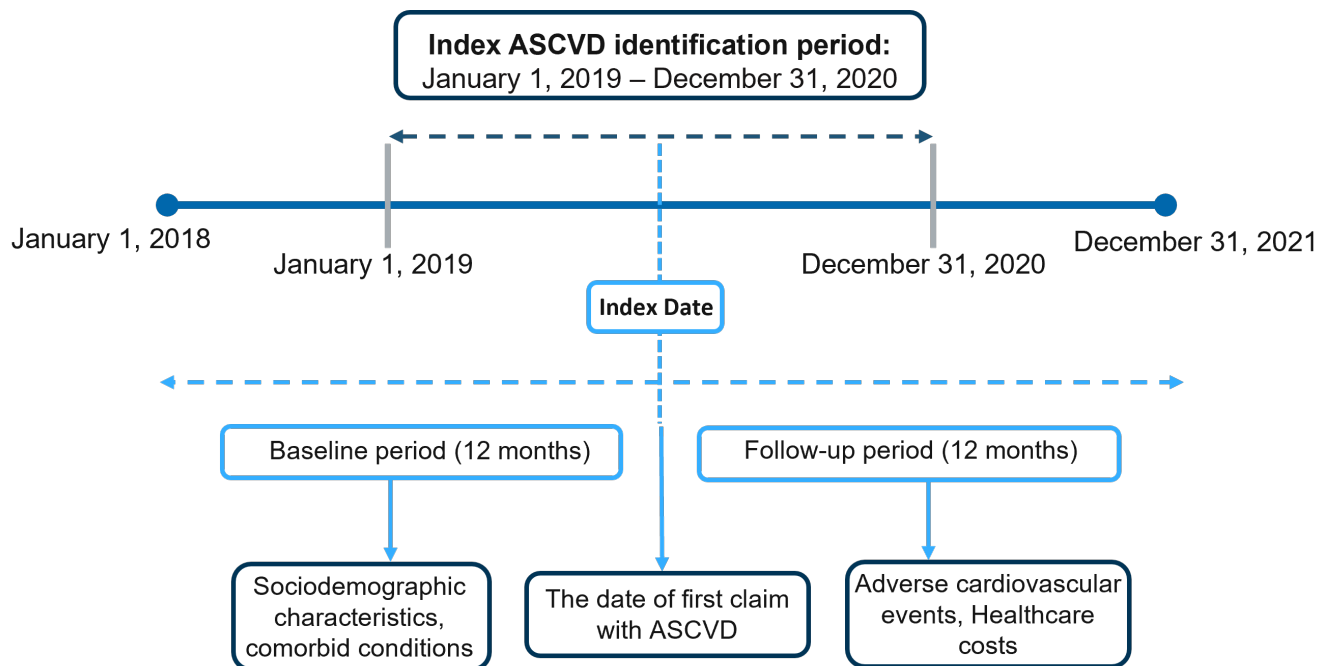 Index ASCVD identification period:
January 1, 2019 – December 31, 2020
January 1, 2018
January 1, 2019
December 31, 2020
December 31, 2021
Index Date
Baseline period (12 months)
Follow-up period (12 months)
Sociodemographic
characteristics,
comorbid conditions
The date of first claim
with ASCVD
Adverse cardiovascular
events, Healthcare
costs